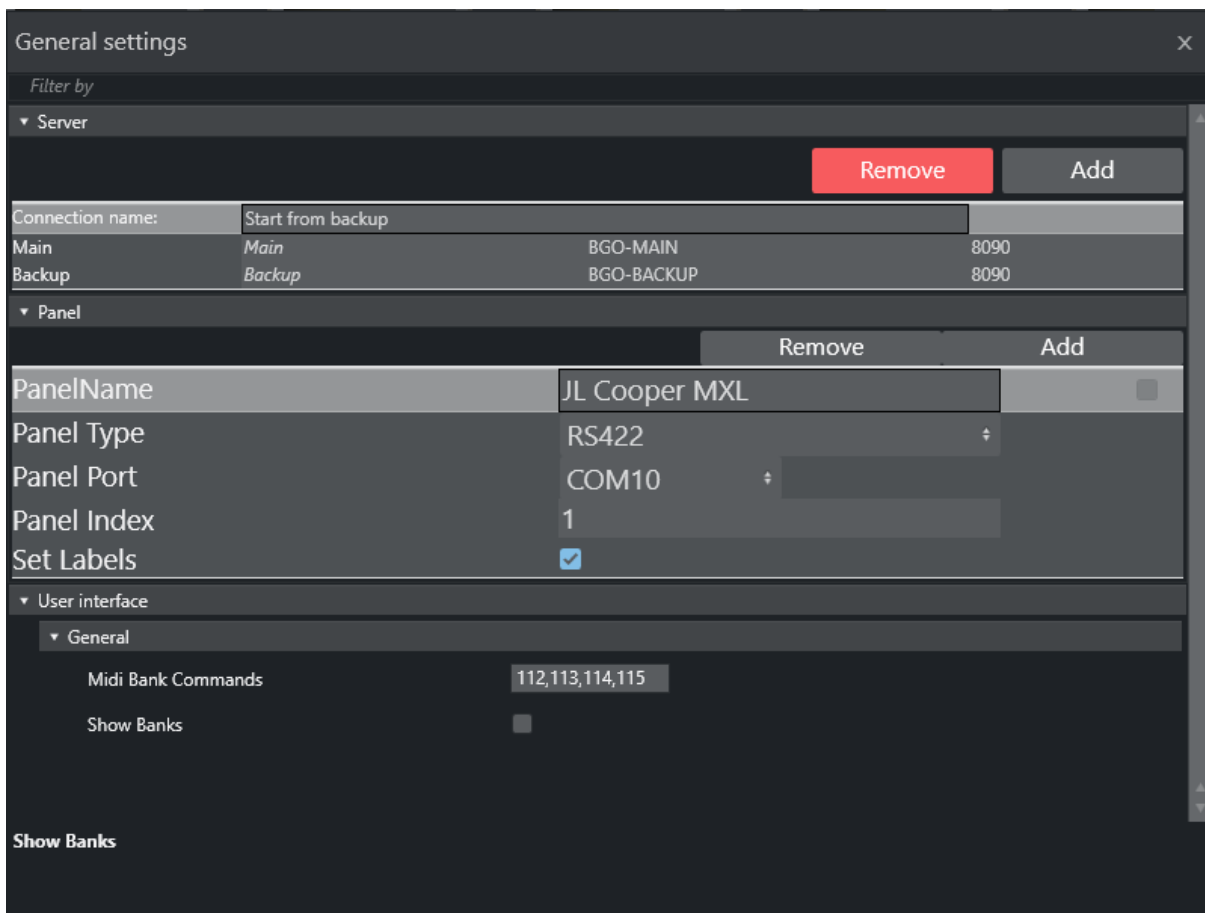 General settings x
Filter by
Server
Remove Add
Connection name: Start from backup
Main Main BGO-MAIN 8090
Backup Backup BGO-BACKUP 8090
Panel
Remove Add
PanelName JL Cooper MXL
Panel Type RS422
Panel Port COM10
Panel Index 1
Set Labels
User interface
General
Midi Bank Commands 112,113,114,115
Show Banks
Show Banks